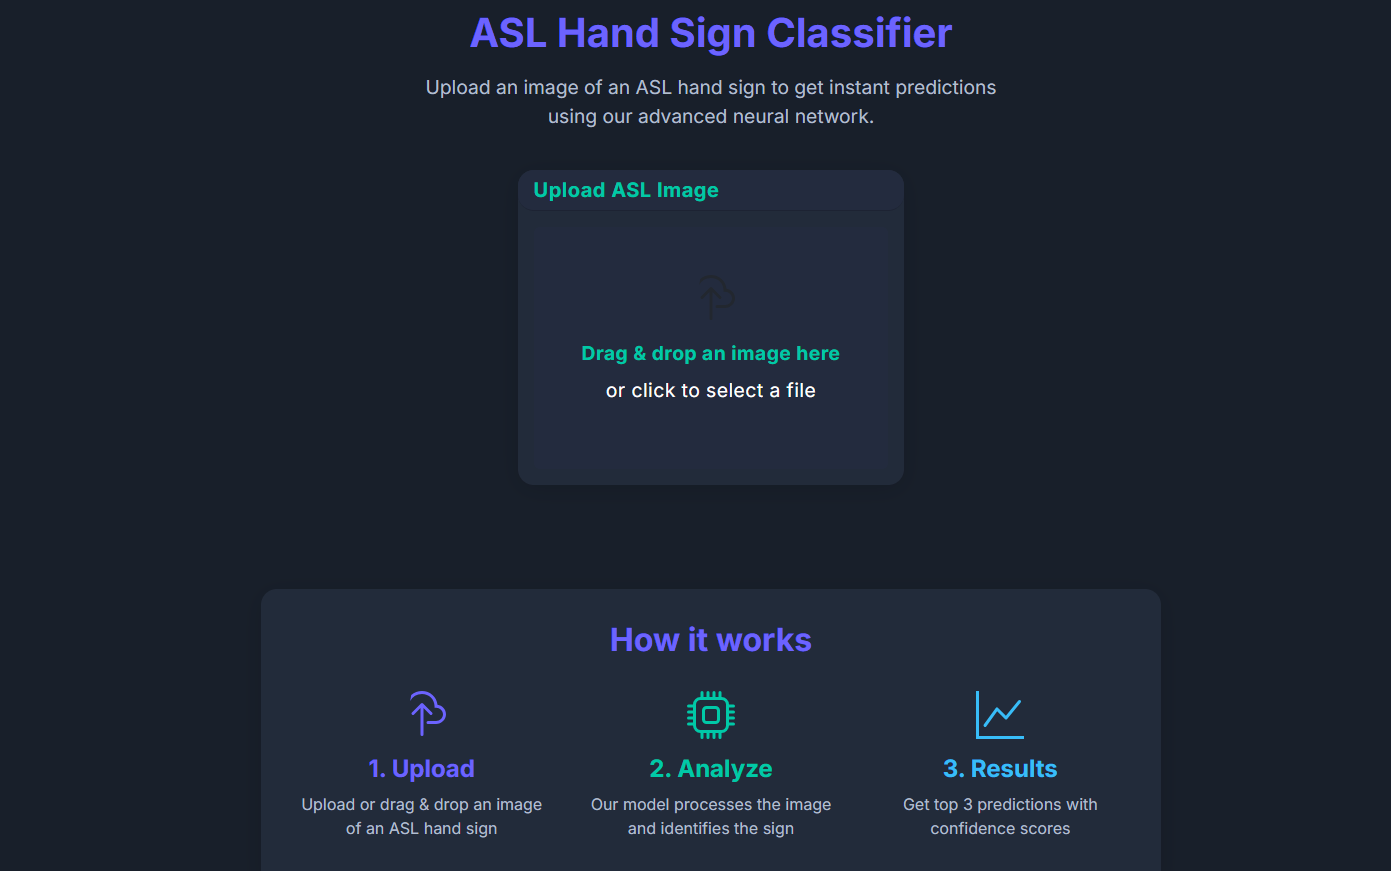 ASL Hand Sign Classifier
Upload an image of an ASL hand sign to get instant predictions
using our advanced neural network.
Upload ASL Image
Drag & drop an image here
or click to select a file
How it works
1. Upload
Upload or drag & drop an image
of an ASL hand sign
2. Analyze
Our model processes the image
and identifies the sign
3. Results
Get top 3 predictions with
confidence scores